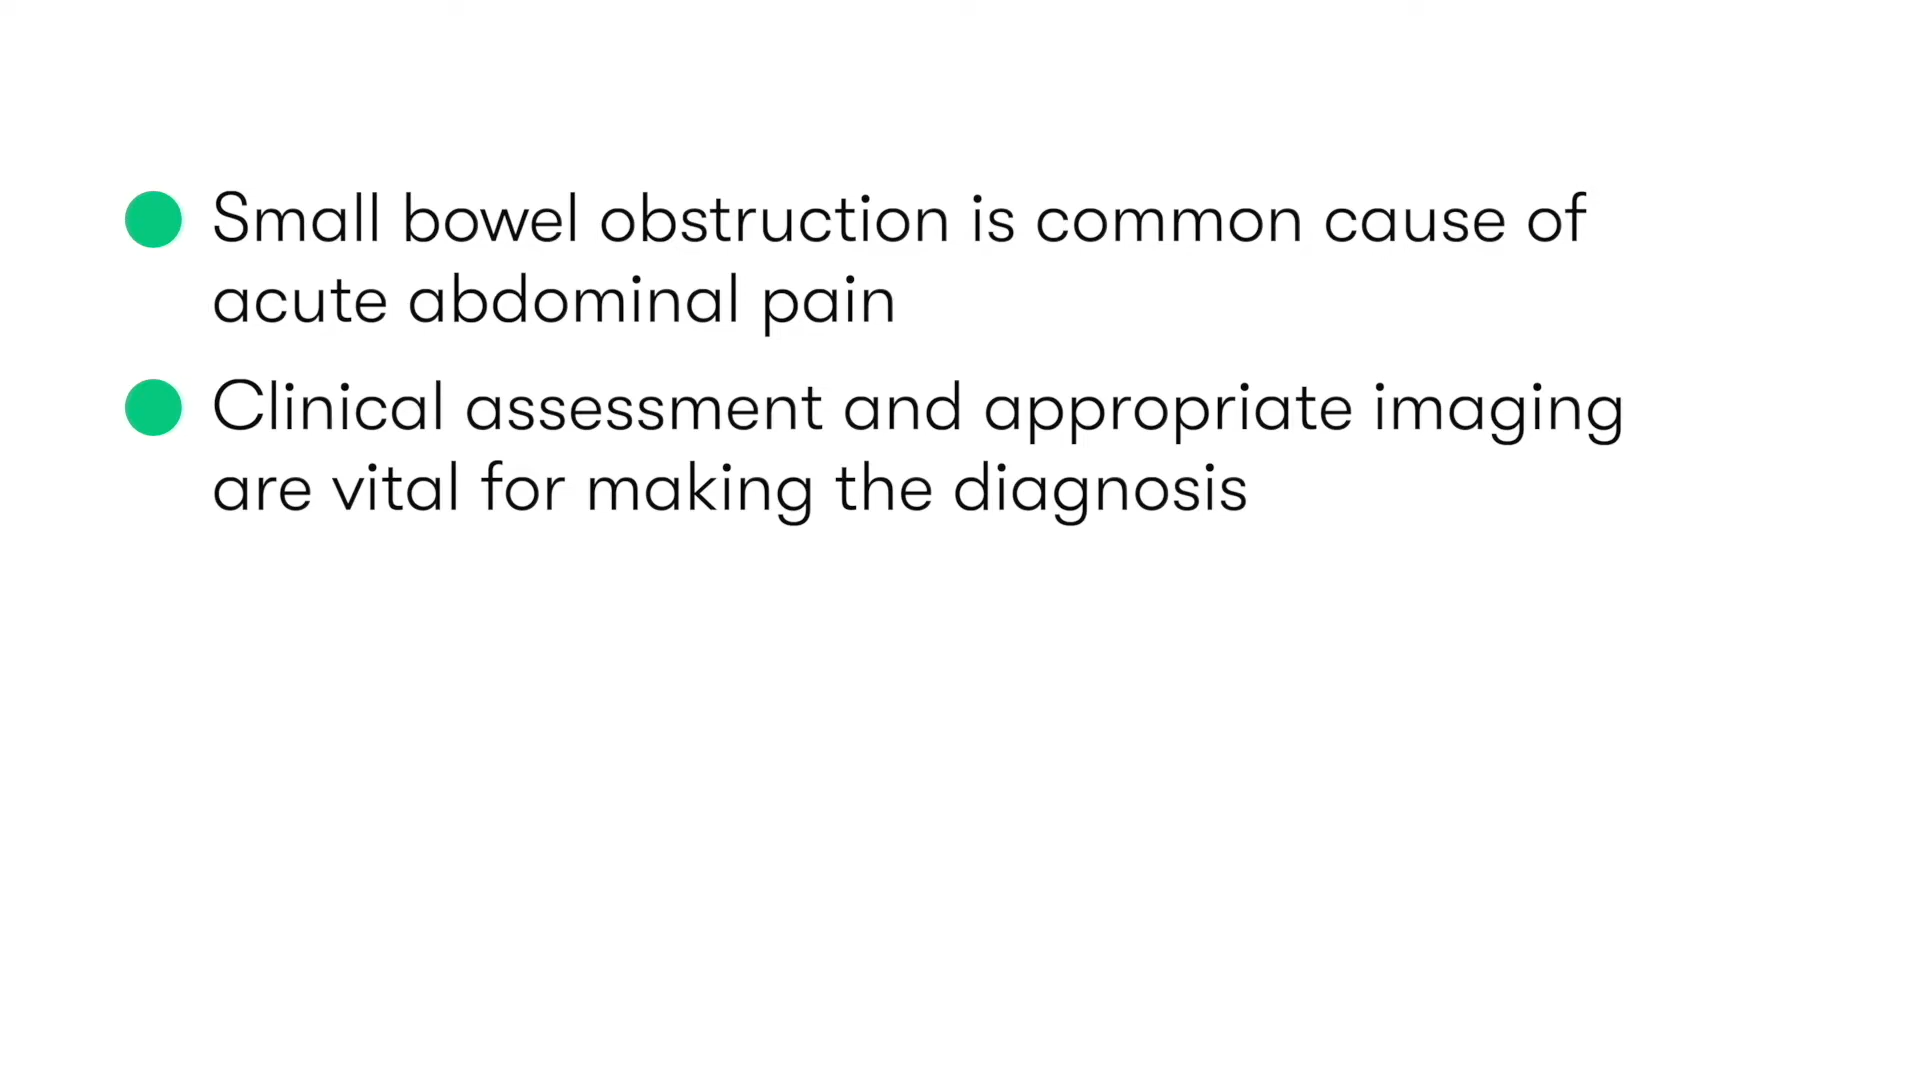 Small bowel obstruction is common cause of
acute abdominal pain
Clinical assessment and appropriate imaging
are vital for making the diagnosis